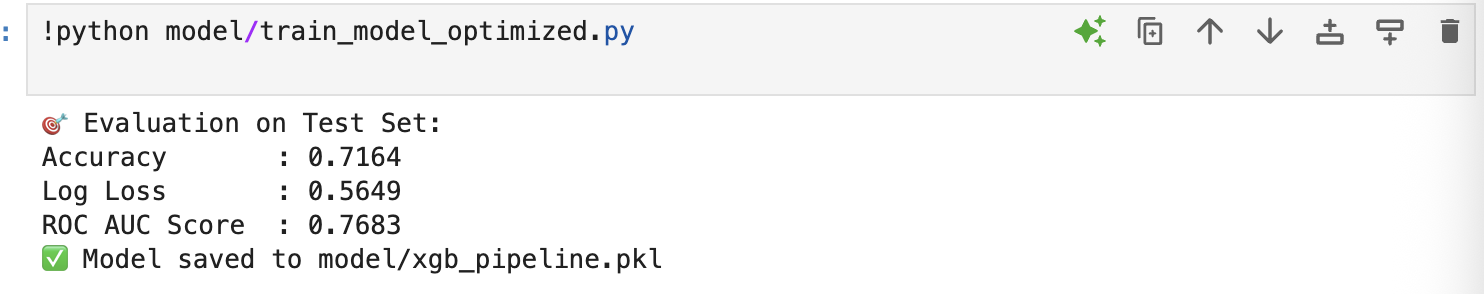 :
!python model/train_model_optimized.py
🎯 Evaluation on Test Set:
Accuracy       : 0.7164
Log Loss       : 0.5649
ROC AUC Score  : 0.7683
✅ Model saved to model/xgb_pipeline.pkl